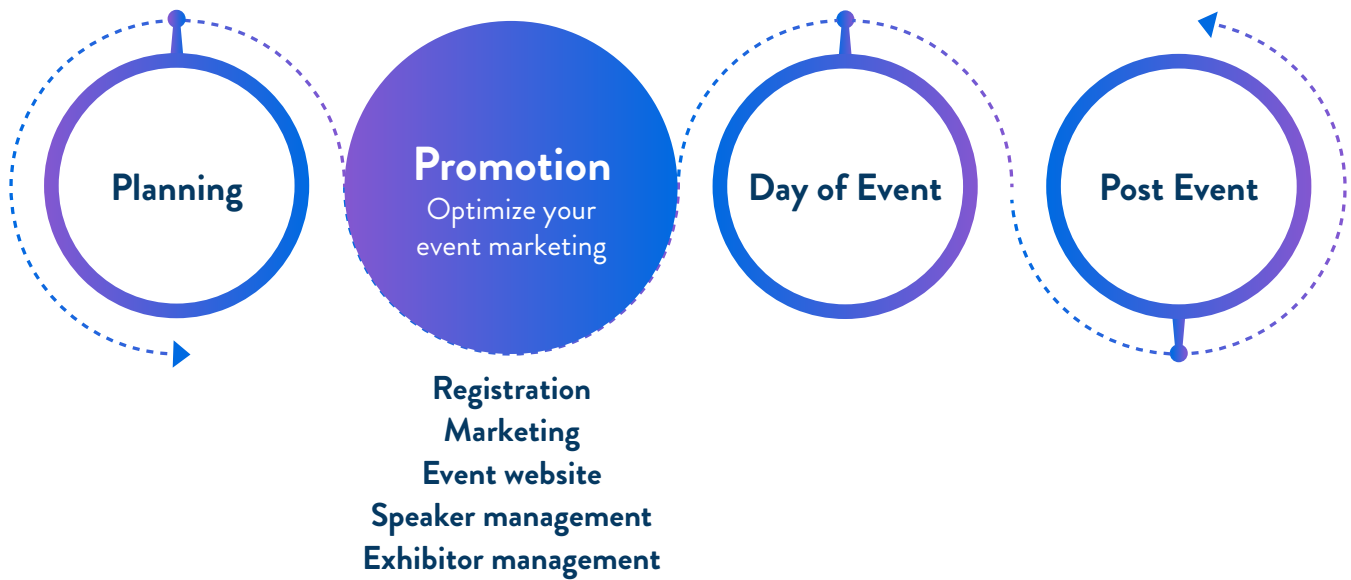 Planning
Promotion
Optimize your
event marketing
Day of Event
Post Event
Registration
Marketing
Event website
Speaker management
Exhibitor management